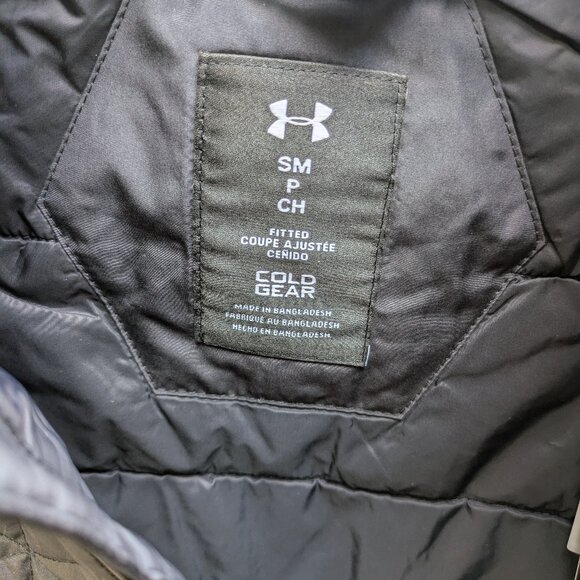 SM
P
CH
FITTED
COUPE AJUSTÉE
CEÑIDO
COLD
GEAR
MADE IN BANGLADESH
FABRIQUÉ AU BANGLADESH
HECHO EN BANGLADESH